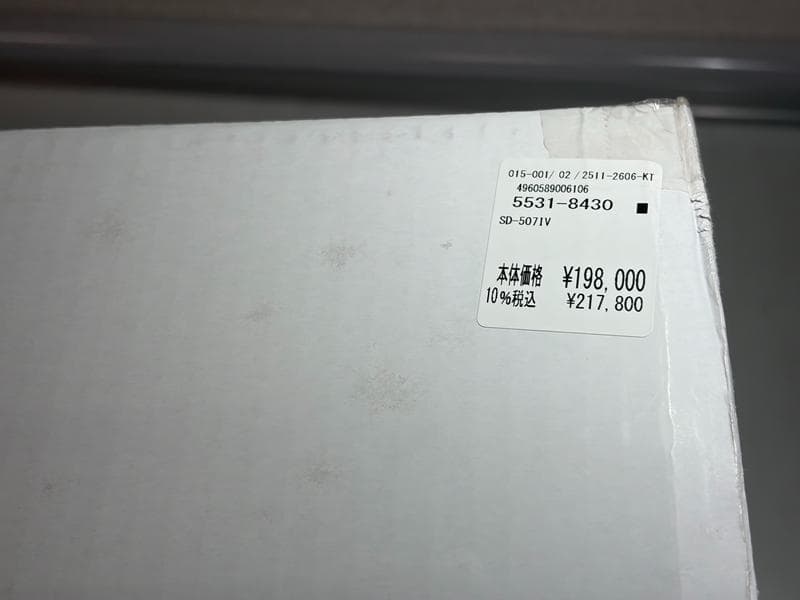 015-001/ 02 /2511-2606-KT
4960589006106
5531-8430 ■
SD-507IV
本体価格 ¥198,000
10%税込 ¥217,800